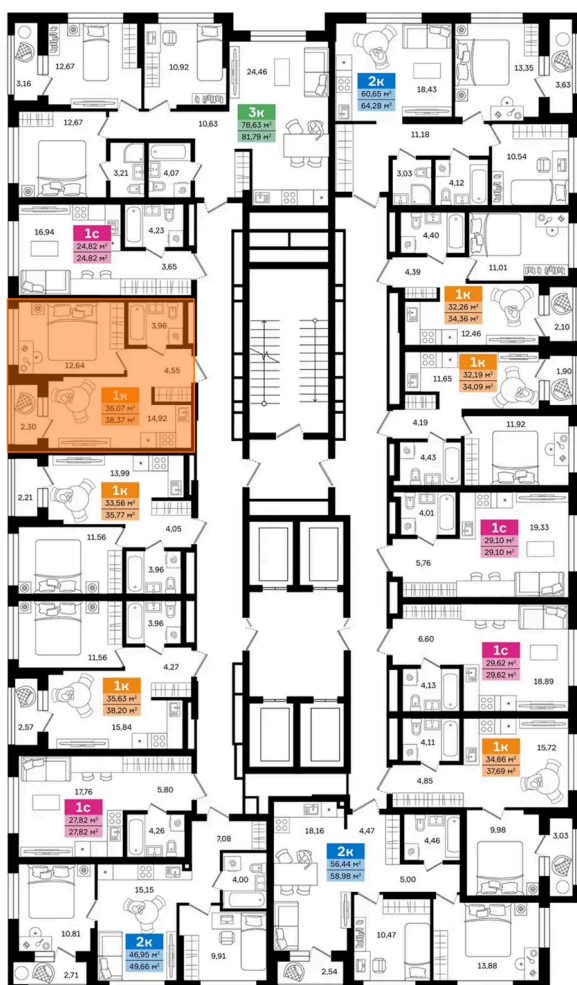 12,67
10,92
24,46
3,16
3к
78,63 м²
81,79 м²
12,67
10,63
3,21
4,07
2к
60,65 м²
64,28 м²
18,43
13,35
3,63
11,18
10,54
3,03
4,12
16,94
1с
24,82 м²
24,82 м²
4,23
3,65
4,40
4,39
11,01
1к
32,26 м²
34,36 м²
12,46
2,10
3,96
12,64
4,55
1к
36,07 м²
38,37 м²
14,92
2,30
1к
32,19 м²
34,09 м²
11,65
1,90
4,19
11,92
4,43
13,99
2,21
1к
33,56 м²
35,77 м²
4,05
11,56
3,96
4,01
19,33
1с
29,10 м²
29,10 м²
5,76
3,96
11,56
4,27
1к
35,63 м²
38,20 м²
2,57
15,84
6,60
1с
29,62 м²
29,62 м²
4,13
18,89
4,11
1к
34,66 м²
37,69 м²
15,72
4,85
17,76
5,80
1с
27,82 м²
27,82 м²
4,26
7,08
18,16
4,47
2к
56,44 м²
58,98 м²
4,46
9,98
3,03
5,00
4,00
15,15
10,81
2к
46,95 м²
49,66 м²
2,71
9,91
2,54
10,47
13,88